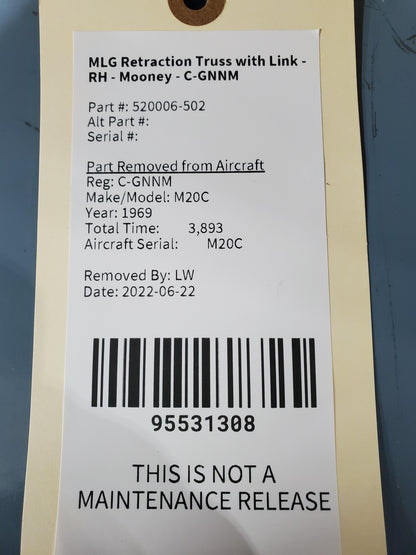 MLG Retraction Truss with Link -
RH - Mooney - C-GNNM
Part #: 520006-502
Alt Part #:
Serial #:
Part Removed from Aircraft
Reg: C-GNNM
Make/Model: M20C
Year: 1969
Total Time: 3,893
Aircraft Serial: M20C
Removed By: LW
Date: 2022-06-22
95531308
THIS IS NOT A
MAINTENANCE RELEASE